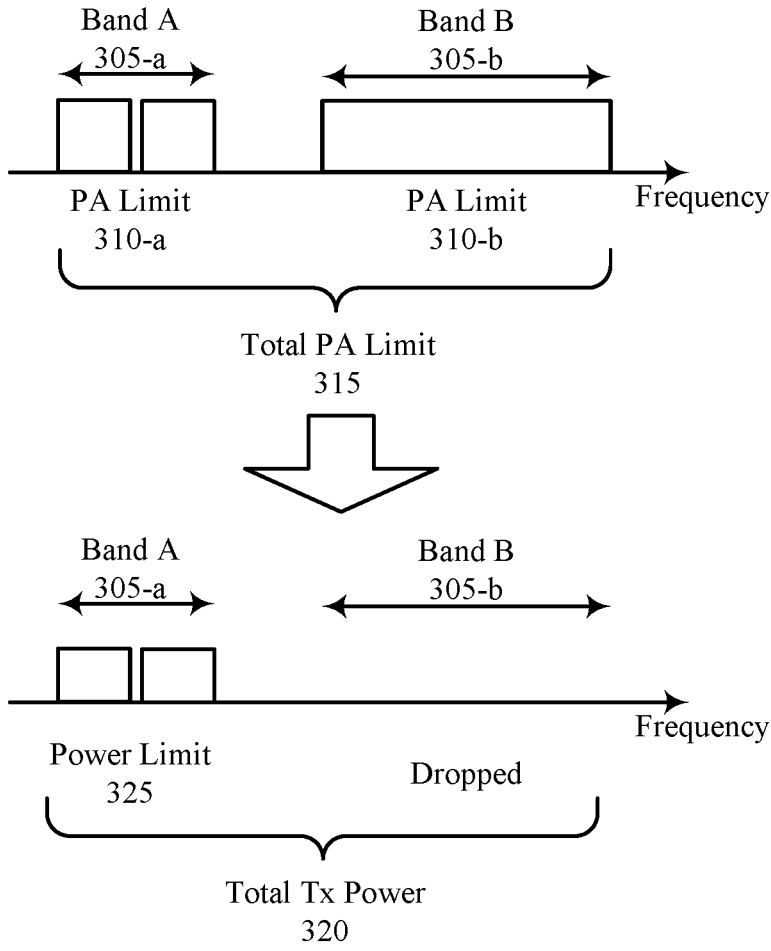 Band A
305-a
Band B
305-b
Frequency
PA Limit
310-a
PA Limit
310-b
Total PA Limit
315
Band A
305-a
Band B
305-b
Frequency
Power Limit
325
Dropped
Total Tx Power
320